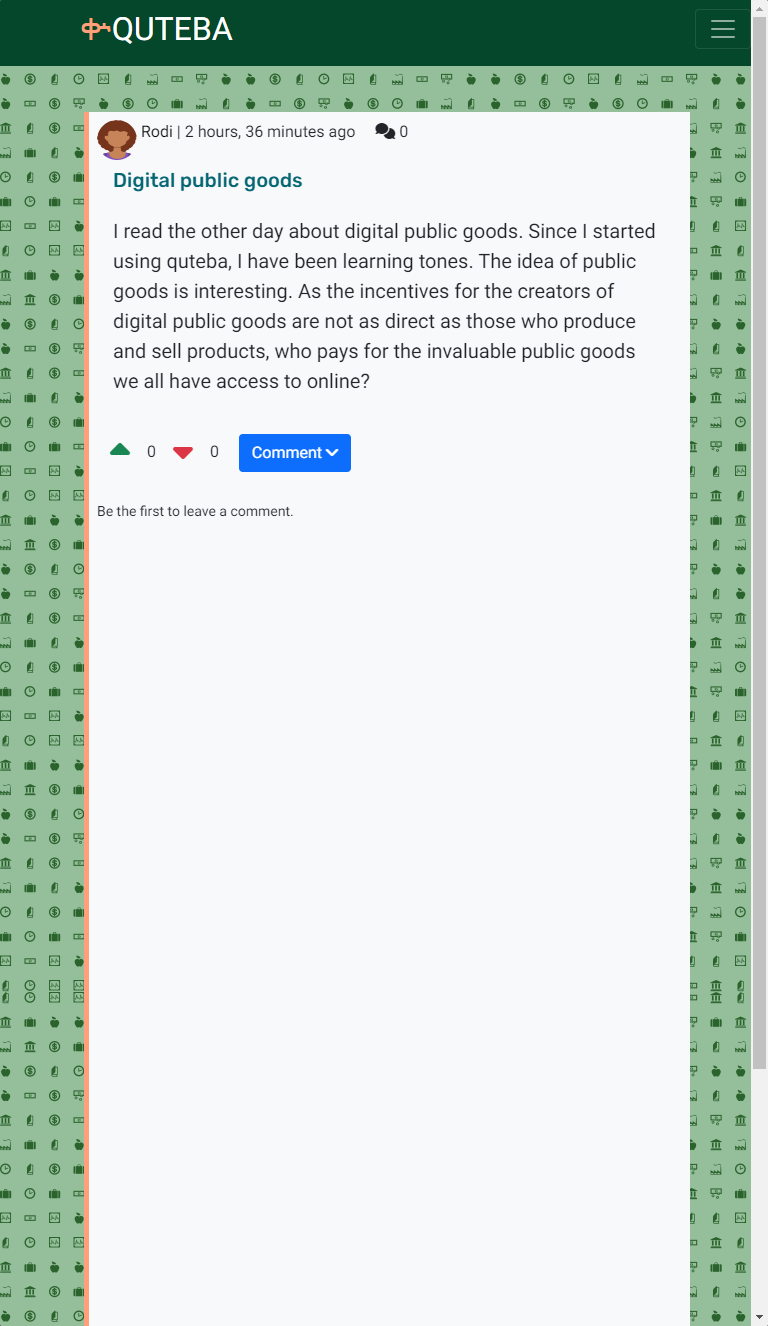 ቁQUTEBA
Rodi | 2 hours, 36 minutes ago 0
Digital public goods
I read the other day about digital public goods. Since I started
using quteba, I have been learning tones. The idea of public
goods is interesting. As the incentives for the creators of
digital public goods are not as direct as those who produce
and sell products, who pays for the invaluable public goods
we all have access to online?
0 0 Comment
Be the first to leave a comment.